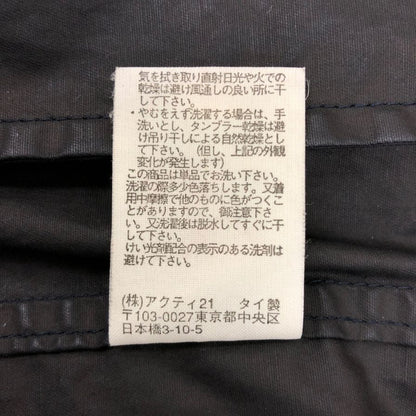 気を拭き取り直射日光や火での
乾燥は避け風通しの良い所に干
して下さい。
・やむをえず洗濯する場合は、手
洗いとし、タンブラー乾燥は避
け吊り干しによる自然乾燥とし
て下さい。(但し、上記の外観
変化が発生します)
この商品は単品でお洗い下さい。
洗濯の際多少色落ちします。又着
用中摩擦で他のものに色がつくこ
とがありますので、御注意下さ
い。又洗濯後は脱水してすぐに干
して下さい。
けい光剤配合の表示のある洗剤は
避けて下さい
(株)アクティ21 タイ製
〒103-0027東京都中央区
日本橋3-10-5